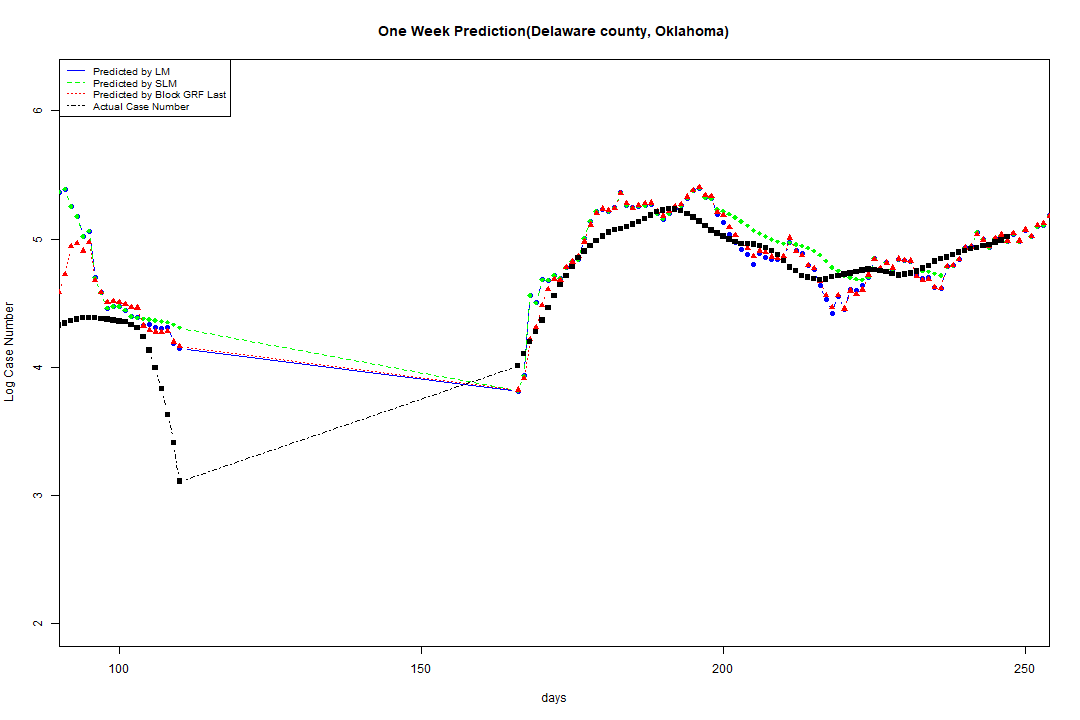 One Week Prediction(Delaware county, Oklahoma)
Predicted by LM
Predicted by SLM
Predicted by Block GRF Last
Actual Case Number
6
5
4
3
2
Log Case Number
100 150 200 250
days